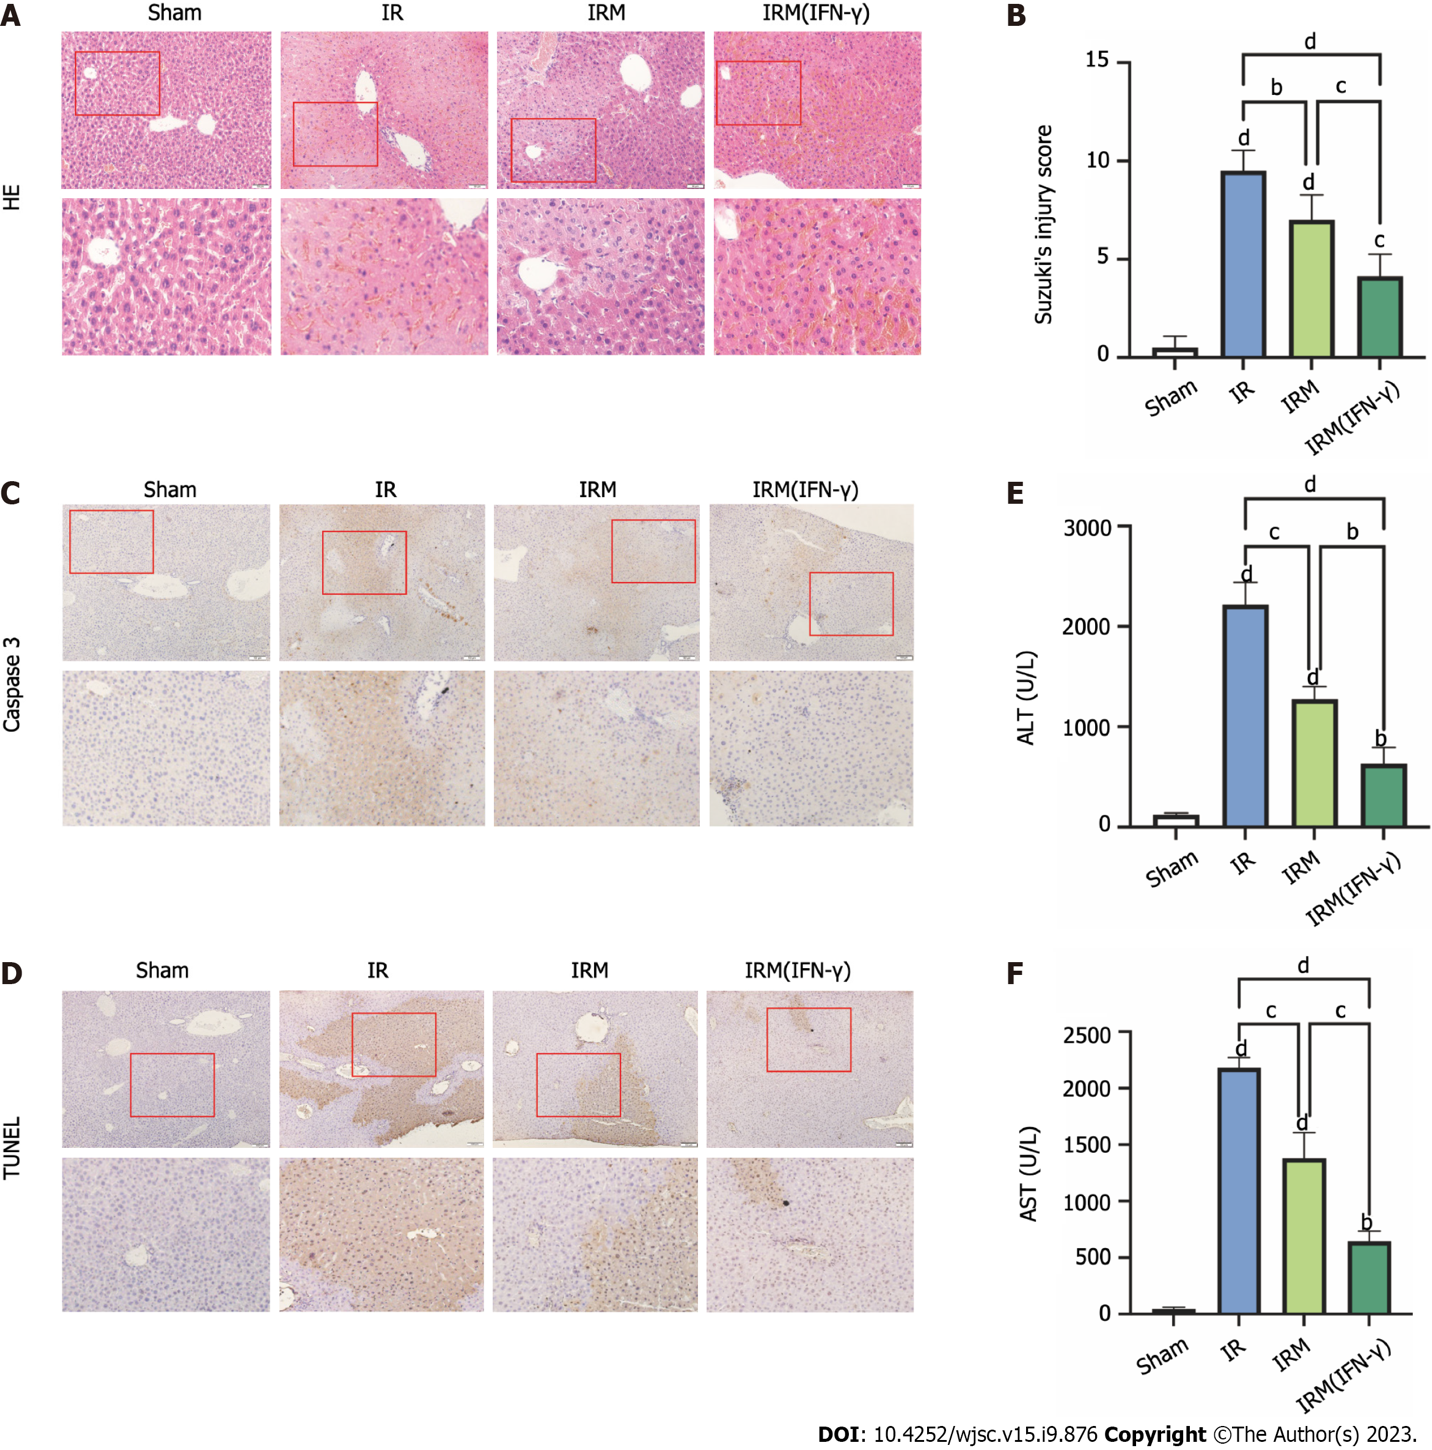 A
Sham
IR
IRM
IRM(IFN-γ)
HE
B
15
10
5
0
Suzuki's injury score
d
b
c
d
d
c
Sham
IR
IRM
IRM(IFN-γ)
C
Sham
IR
IRM
IRM(IFN-γ)
Caspase 3
E
3000
2000
1000
0
ALT (U/L)
d
c
b
d
d
b
Sham
IR
IRM
IRM(IFN-γ)
D
Sham
IR
IRM
IRM(IFN-γ)
TUNEL
F
2500
2000
1500
1000
500
0
AST (U/L)
d
c
c
d
d
b
Sham
IR
IRM
IRM(IFN-γ)
DOI: 10.4252/wjsc.v15.i9.876 Copyright ©The Author(s) 2023.